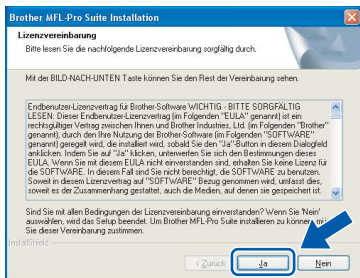 Brother MFL-Pro Suite Installation
Lizenzvereinbarung
Bitte lesen Sie die nachfolgende Lizenzvereinbarung sorgfältig durch.
Mit der BILD-NACH-UNTEN Taste können Sie den Rest der Vereinbarung sehen.
Endbenutzer-Lizenzvertrag für Brother-Software WICHTIG - BITTE SORGFÄLTIG
LESEN: Dieser Endbenutzer-Lizenzvertrag (im Folgenden "EULA" genannt) ist ein
rechtsgültiger Vertrag zwischen Ihnen und Brother Industries, Ltd. (im Folgenden "Brother"
genannt), durch den Ihre Nutzung der Brother-Software (im Folgenden "SOFTWARE"
genannt) geregelt wird, die installiert wird, sobald Sie den "Ja"-Button in diesem Dialogfeld
anklicken. Indem Sie auf "Ja" klicken, unterwerfen Sie sich den Bestimmungen dieses
EULA. Wenn Sie mit diesem EULA nicht einverstanden sind, erhalten Sie keine Lizenz für
die SOFTWARE. In diesem Fall sind Sie nicht berechtigt, die SOFTWARE zu benutzen.
Soweit in diesem Lizenzvertrag auf "SOFTWARE" Bezug genommen wird, umfasst dies,
soweit es der Zusammenhang gestattet, auch die Medien, auf denen sie gespeichert ist.
Sind Sie mit allen Bedingungen der Lizenzvereinbarung einverstanden? Wenn Sie 'Nein'
auswählen, wird das Setup beendet. Um Brother MFL-Pro Suite installieren zu können,
Sie dieser Vereinbarung zustimmen.
InstallShield
< Zurück
Ja
Nein